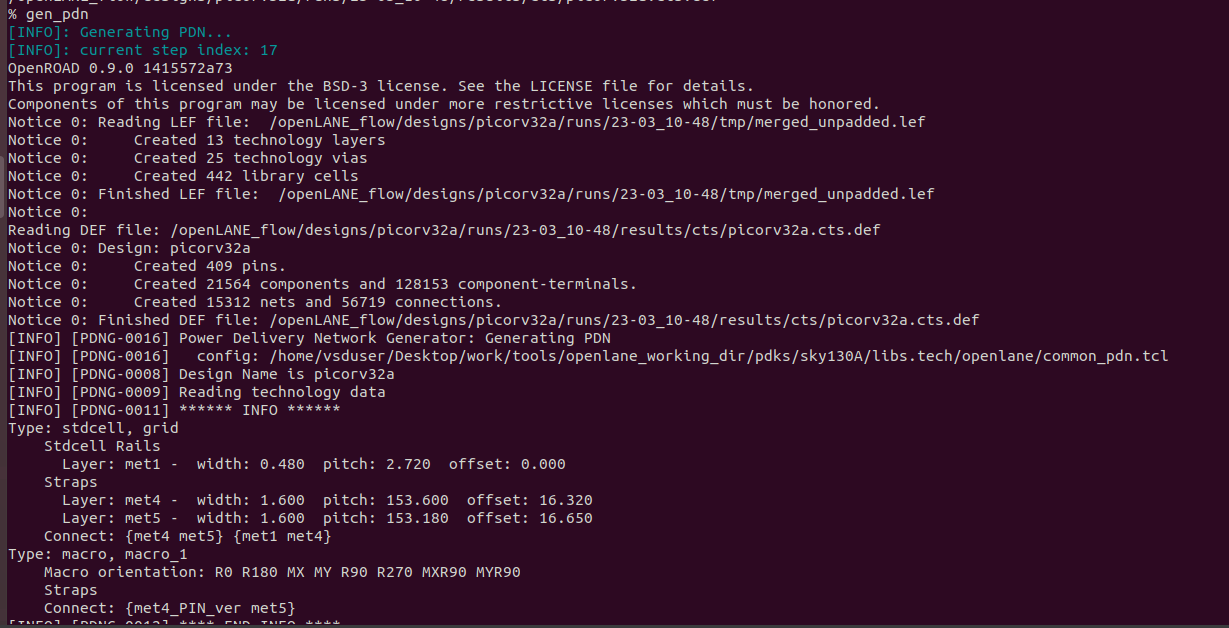 % gen_pdn
[INFO]: Generating PDN...
[INFO]: current step index: 17
OpenROAD 0.9.0 1415572a73
This program is licensed under the BSD-3 license. See the LICENSE file for details.
Components of this program may be licensed under more restrictive licenses which must be honored.
Notice 0: Reading LEF file:  /openLANE_flow/designs/picorv32a/runs/23-03_10-48/tmp/merged_unpadded.lef
Notice 0:     Created 13 technology layers
Notice 0:     Created 25 technology vias
Notice 0:     Created 442 library cells
Notice 0: Finished LEF file:  /openLANE_flow/designs/picorv32a/runs/23-03_10-48/tmp/merged_unpadded.lef
Notice 0:
Reading DEF file: /openLANE_flow/designs/picorv32a/runs/23-03_10-48/results/cts/picorv32a.cts.def
Notice 0: Design: picorv32a
Notice 0:     Created 409 pins.
Notice 0:     Created 21564 components and 128153 component-terminals.
Notice 0:     Created 15312 nets and 56719 connections.
Notice 0: Finished DEF file: /openLANE_flow/designs/picorv32a/runs/23-03_10-48/results/cts/picorv32a.cts.def
[INFO] [PDNG-0016] Power Delivery Network Generator: Generating PDN
[INFO] [PDNG-0016]   config: /home/vsduser/Desktop/work/tools/openlane_working_dir/pdks/sky130A/libs.tech/openlane/common_pdn.tcl
[INFO] [PDNG-0008] Design Name is picorv32a
[INFO] [PDNG-0009] Reading technology data
[INFO] [PDNG-0011] ****** INFO ******
Type: stdcell, grid
    Stdcell Rails
      Layer: met1 -  width: 0.480  pitch: 2.720  offset: 0.000
    Straps
      Layer: met4 -  width: 1.600  pitch: 153.600  offset: 16.320
      Layer: met5 -  width: 1.600  pitch: 153.180  offset: 16.650
    Connect: {met4 met5} {met1 met4}
Type: macro, macro_1
    Macro orientation: R0 R180 MX MY R90 R270 MXR90 MYR90
    Straps
    Connect: {met4_PIN_ver met5}